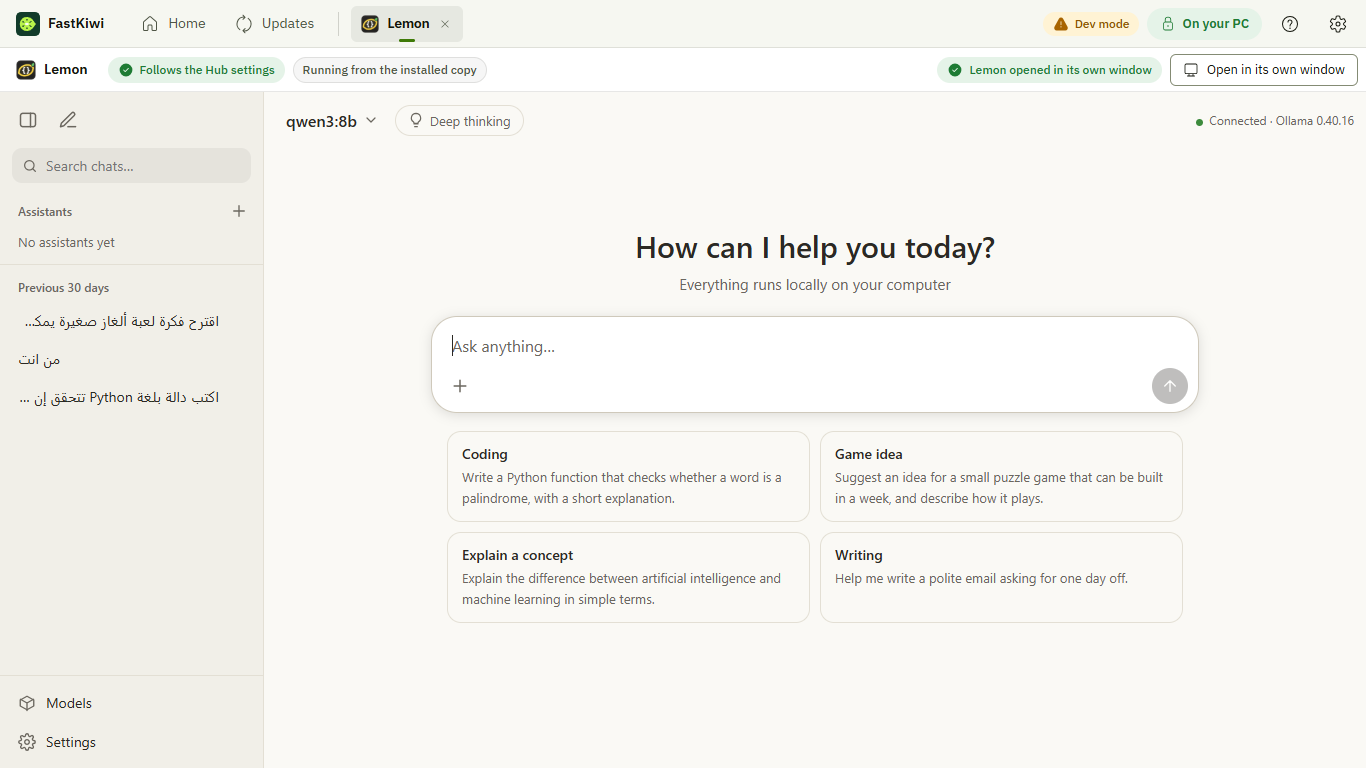 FastKiwi
Home
Updates
Lemon
Dev mode
On your PC
Lemon
Follows the Hub settings
Running from the installed copy
Lemon opened in its own window
Open in its own window
qwen3:8b
Deep thinking
Connected · Ollama 0.40.16
Search chats...
Assistants
No assistants yet
Previous 30 days
اقترح فكرة لعبة ألغاز صغيرة يمكـ...
من انت
اكتب دالة بلغة Python تتحقق إن ...
How can I help you today?
Everything runs locally on your computer
Ask anything...
Coding
Write a Python function that checks whether a word is a
palindrome, with a short explanation.
Game idea
Suggest an idea for a small puzzle game that can be built
in a week, and describe how it plays.
Explain a concept
Explain the difference between artificial intelligence and
machine learning in simple terms.
Writing
Help me write a polite email asking for one day off.
Models
Settings